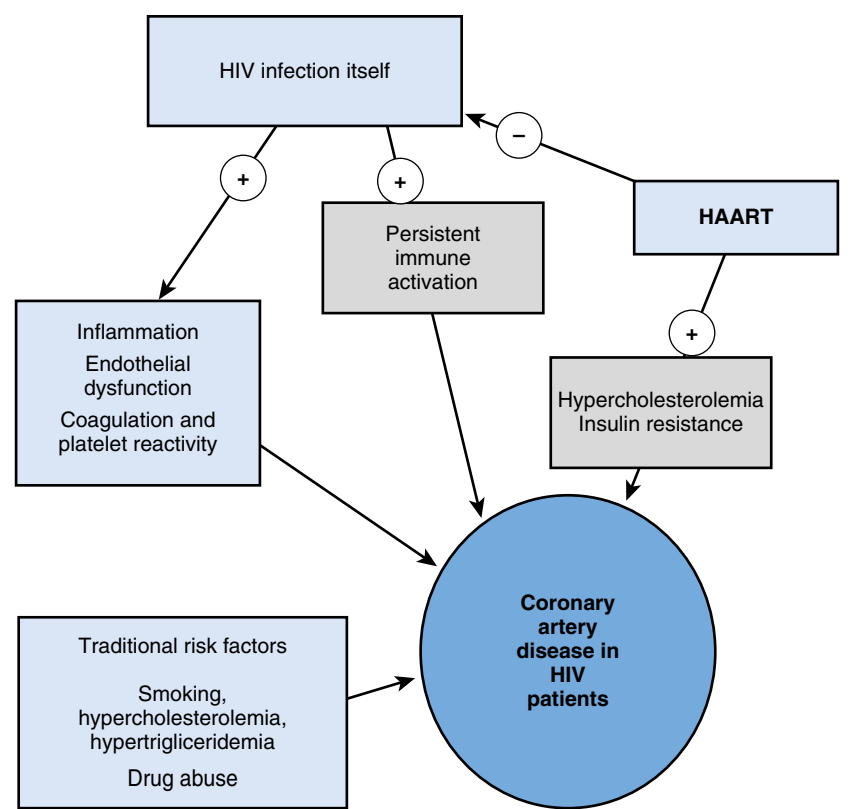 HIV infection itself
−
+
+
HAART
Persistent
immune
activation
Inflammation
Endothelial
dysfunction
Coagulation and
platelet reactivity
+
Hypercholesterolemia
Insulin resistance
Coronary
artery
disease in
HIV
patients
Traditional risk factors
Smoking,
hypercholesterolemia,
hypertrigliceridemia
Drug abuse